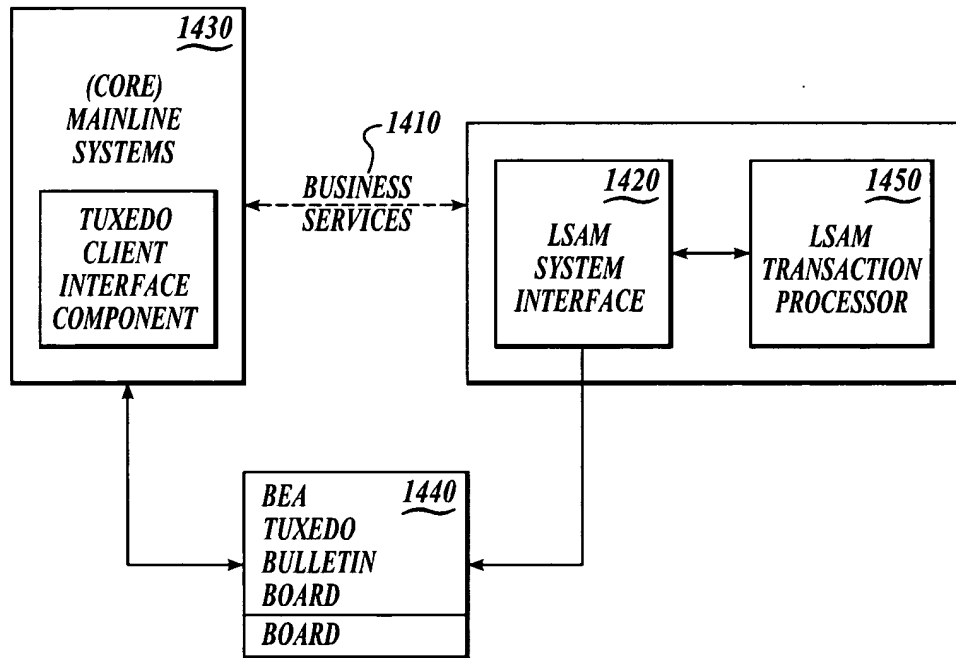 1430
(CORE)
MAINLINE
SYSTEMS
TUXEDO
CLIENT
INTERFACE
COMPONENT
1410
BUSINESS
SERVICES
1420
LSAM
SYSTEM
INTERFACE
1450
LSAM
TRANSACTION
PROCESSOR
1440
BEA
TUXEDO
BULLETIN
BOARD
BOARD